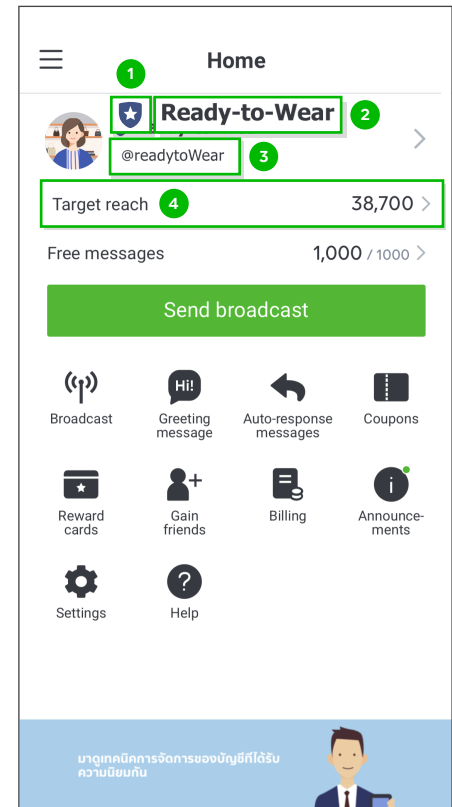 Home
1
Ready-to-Wear 2
@readytoWear 3
Target reach 4 38,700
Free messages 1,000 / 1000
Send broadcast
Hi!
Broadcast Greeting message Auto-response messages Coupons
Reward cards Gain friends Billing Announce-ments
Settings Help
มาดูเทคนิคการจัดการของบัญชีที่ได้รับ
ความนิยมกัน